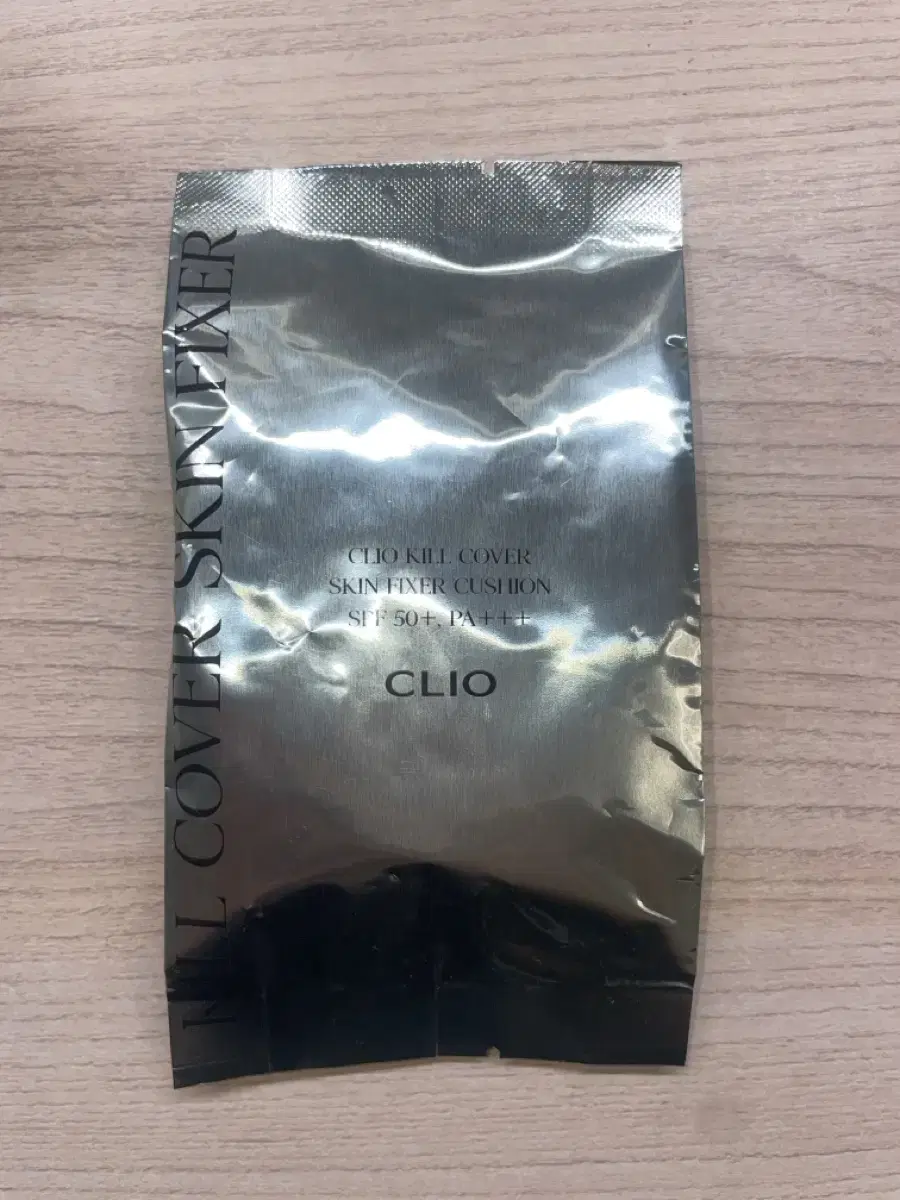 KILL COVER SKIN FIXER
CLIO KILL COVER
SKIN FIXER CUSHION
SPF 50+, PA+++
CLIO